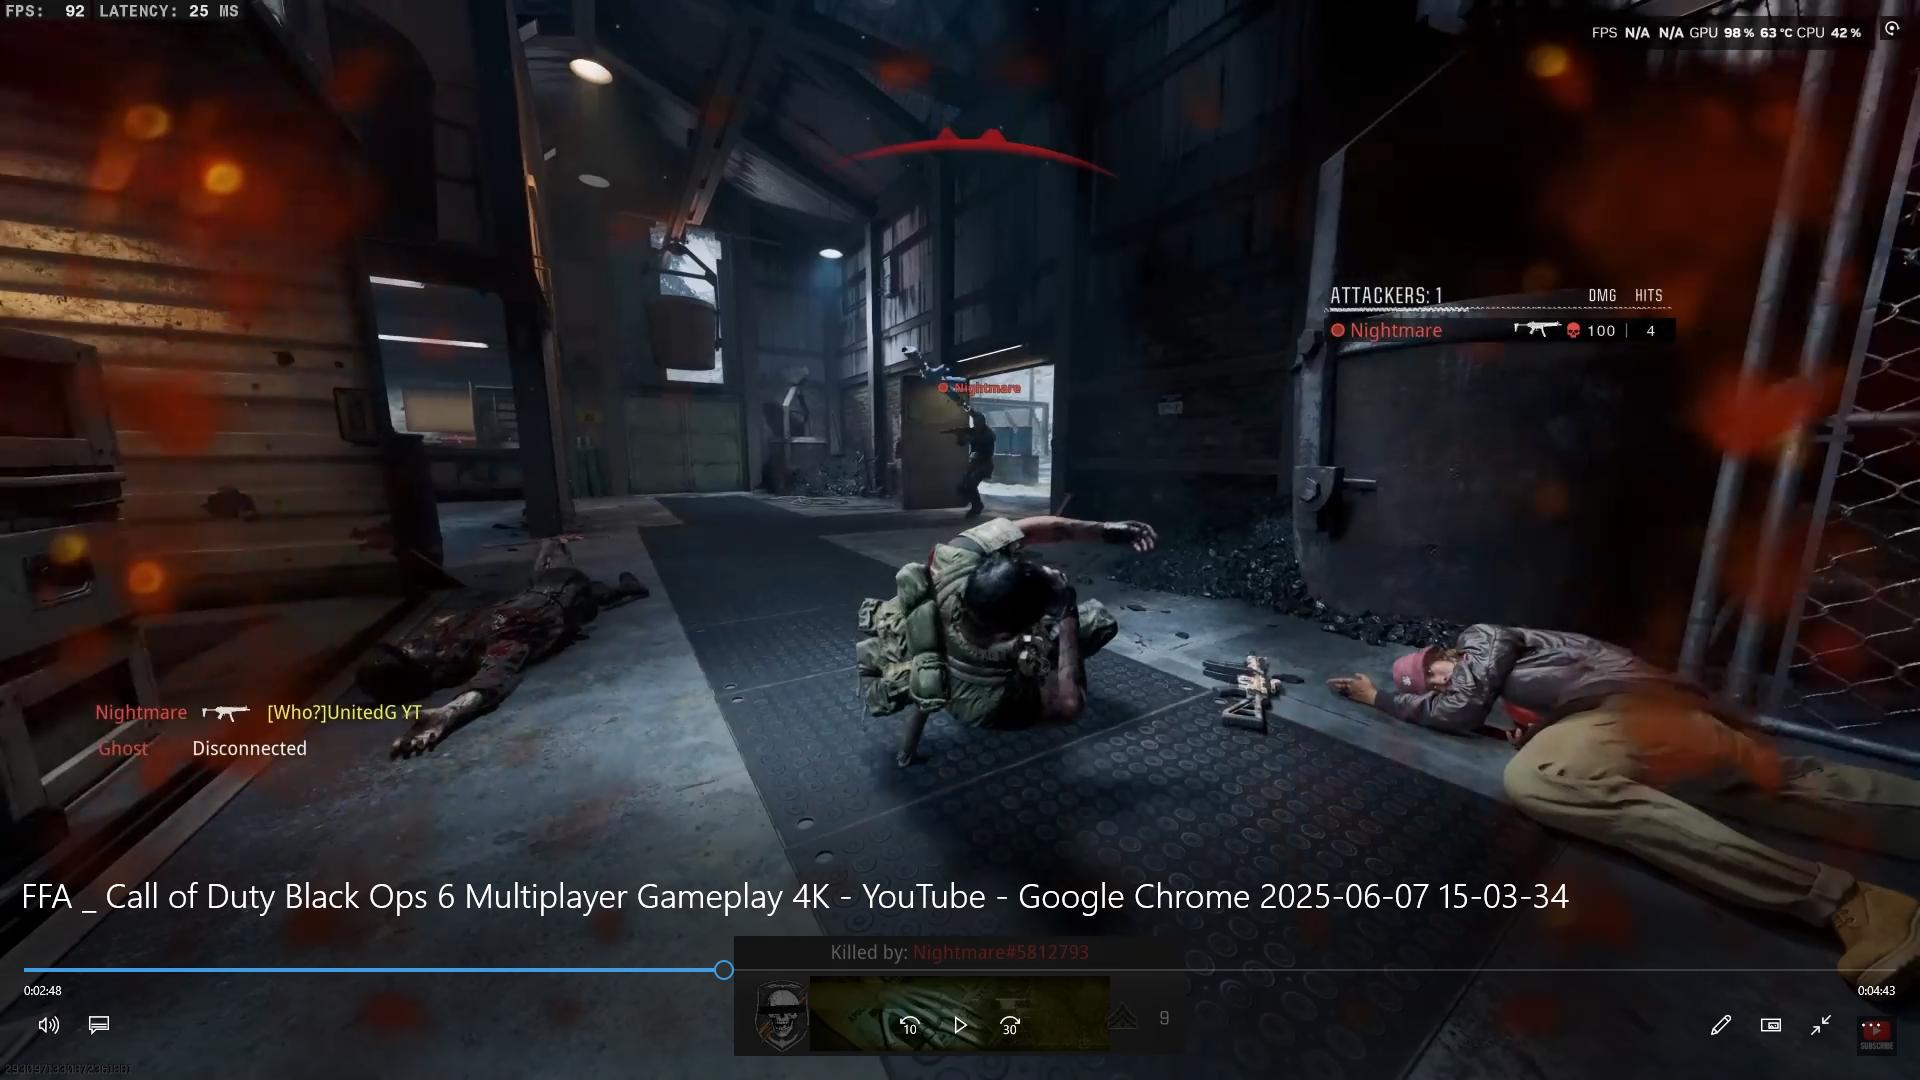 FPS: 92 LATENCY: 25 MS
FPS N/A N/A GPU 98 % 63 °C CPU 42 %
ATTACKERS: 1 DMG HITS
Nightmare 100 | 4
Nightmare
Nightmare [Who?]UnitedG YT
Ghost Disconnected
FFA _ Call of Duty Black Ops 6 Multiplayer Gameplay 4K - YouTube - Google Chrome 2025-06-07 15-03-34
Killed by: Nightmare#5812793
0:02:48 0:04:43
10 30 9
SUBSCRIBE